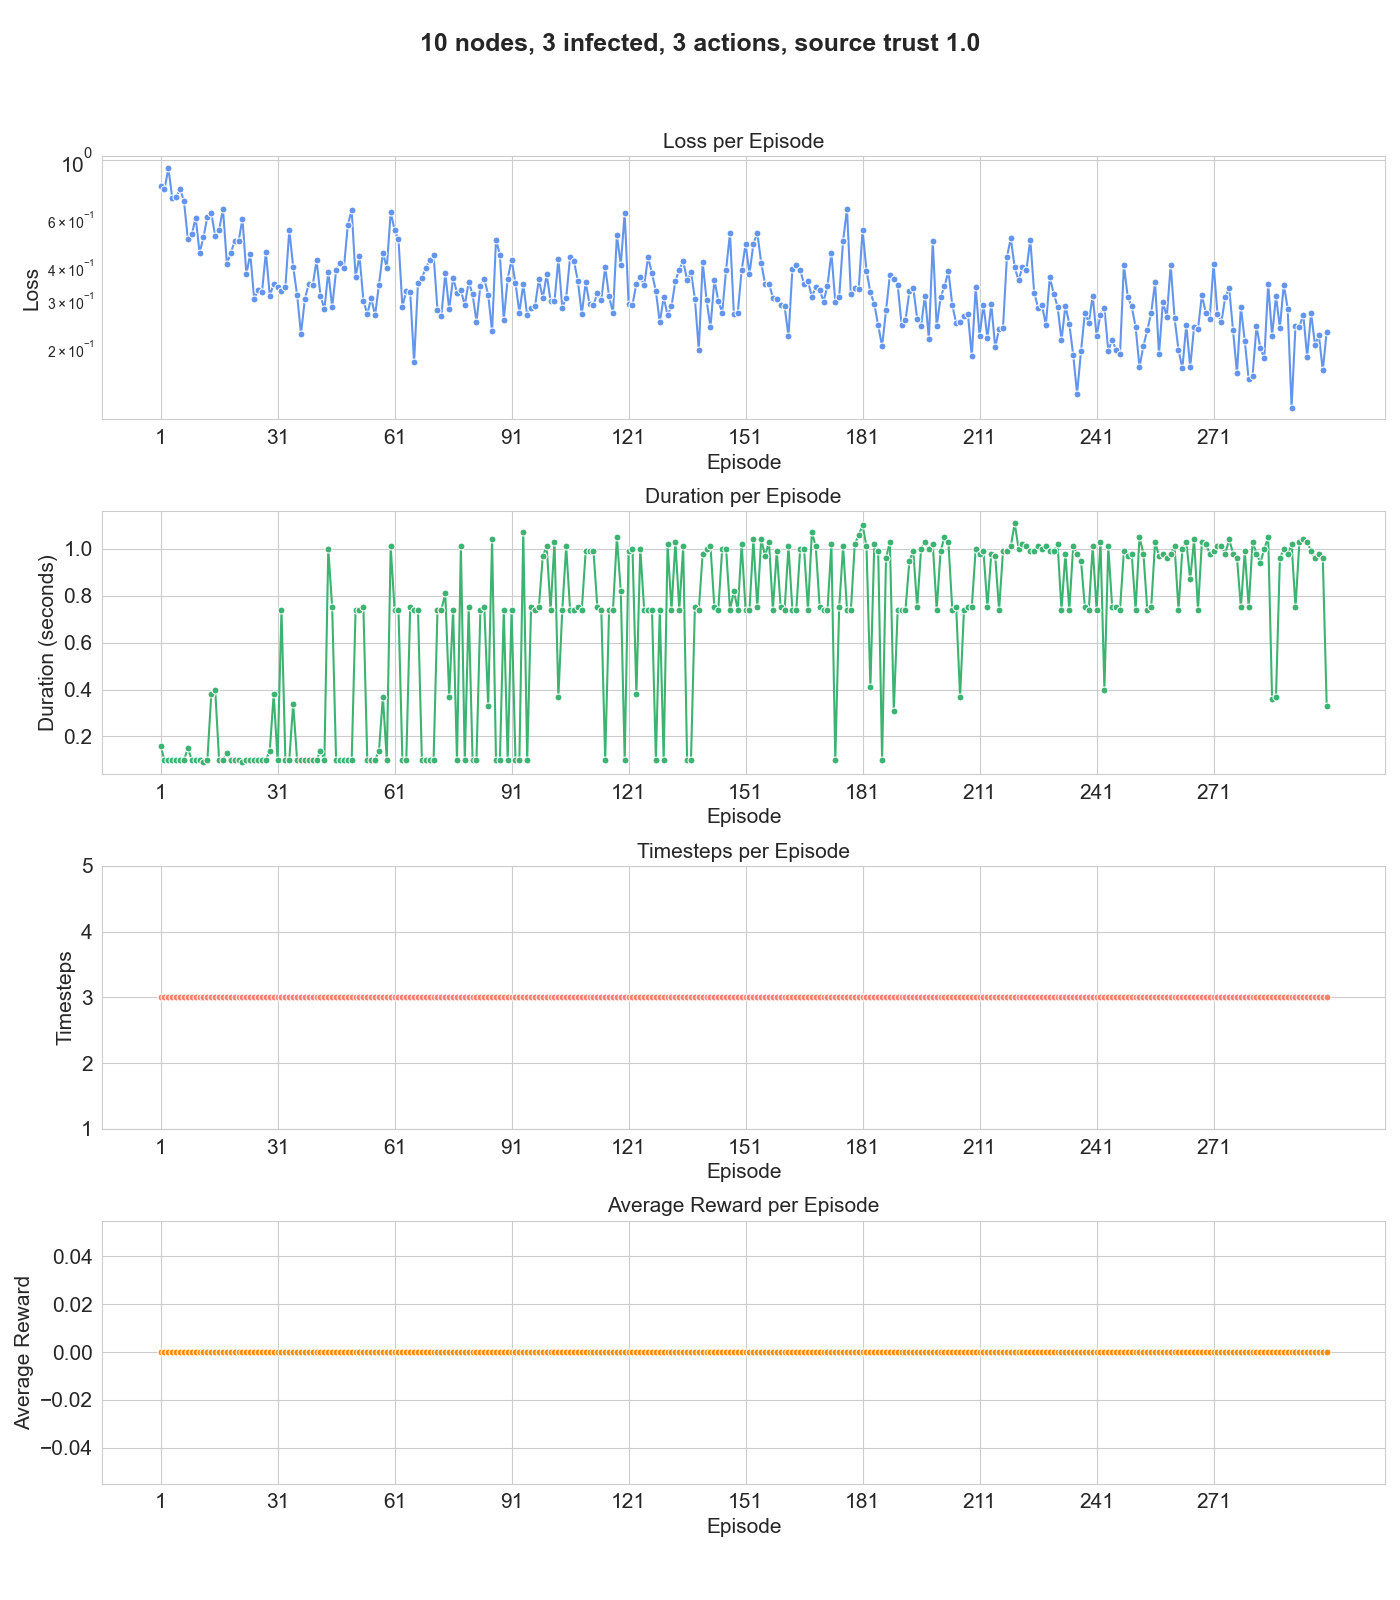 10 nodes, 3 infected, 3 actions, source trust 1.0
Loss per Episode
10^0
6 × 10^−1
4 × 10^−1
3 × 10^−1
2 × 10^−1
Loss
1 31 61 91 121 151 181 211 241 271
Episode
Duration per Episode
1.0
0.8
0.6
0.4
0.2
Duration (seconds)
1 31 61 91 121 151 181 211 241 271
Episode
Timesteps per Episode
5
4
3
2
1
Timesteps
1 31 61 91 121 151 181 211 241 271
Episode
Average Reward per Episode
0.04
0.02
0.00
−0.02
−0.04
Average Reward
1 31 61 91 121 151 181 211 241 271
Episode